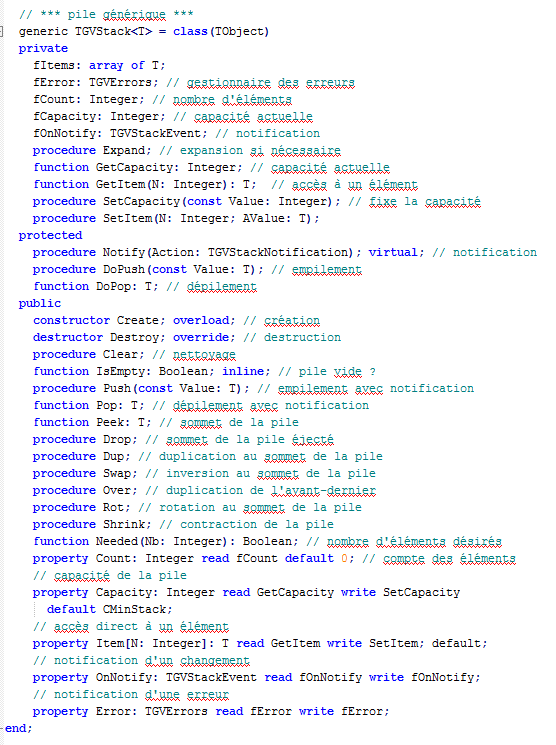 // *** pile générique ***
generic TGVStack<T> = class(TObject)
private
fItems: array of T;
fError: TGVErrors; // gestionnaire des erreurs
fCount: Integer; // nombre d'éléments
fCapacity: Integer; // capacité actuelle
fOnNotify: TGVStackEvent; // notification
procedure Expand; // expansion si nécessaire
function GetCapacity: Integer; // capacité actuelle
function GetItem(N: Integer): T;  // accès à un élément
procedure SetCapacity(const Value: Integer); // fixe la capacité
procedure SetItem(N: Integer; AValue: T);
protected
procedure Notify(Action: TGVStackNotification); virtual; // notification
procedure DoPush(const Value: T); // empilement
function DoPop: T; // dépilement
public
constructor Create; overload; // création
destructor Destroy; override; // destruction
procedure Clear; // nettoyage
function IsEmpty: Boolean; inline; // pile vide ?
procedure Push(const Value: T); // empilement avec notification
function Pop: T; // dépilement avec notification
function Peek: T; // sommet de la pile
procedure Drop; // sommet de la pile éjecté
procedure Dup; // duplication au sommet de la pile
procedure Swap; // inversion au sommet de la pile
procedure Over; // duplication de l'avant-dernier
procedure Rot; // rotation au sommet de la pile
procedure Shrink; // contraction de la pile
function Needed(Nb: Integer): Boolean; // nombre d'éléments désirés
property Count: Integer read fCount default 0; // compte des éléments
// capacité de la pile
property Capacity: Integer read GetCapacity write SetCapacity
default CMinStack;
// accès direct à un élément
property Item[N: Integer]: T read GetItem write SetItem; default;
// notification d'un changement
property OnNotify: TGVStackEvent read fOnNotify write fOnNotify;
// notification d'une erreur
property Error: TGVErrors read fError write fError;
end;